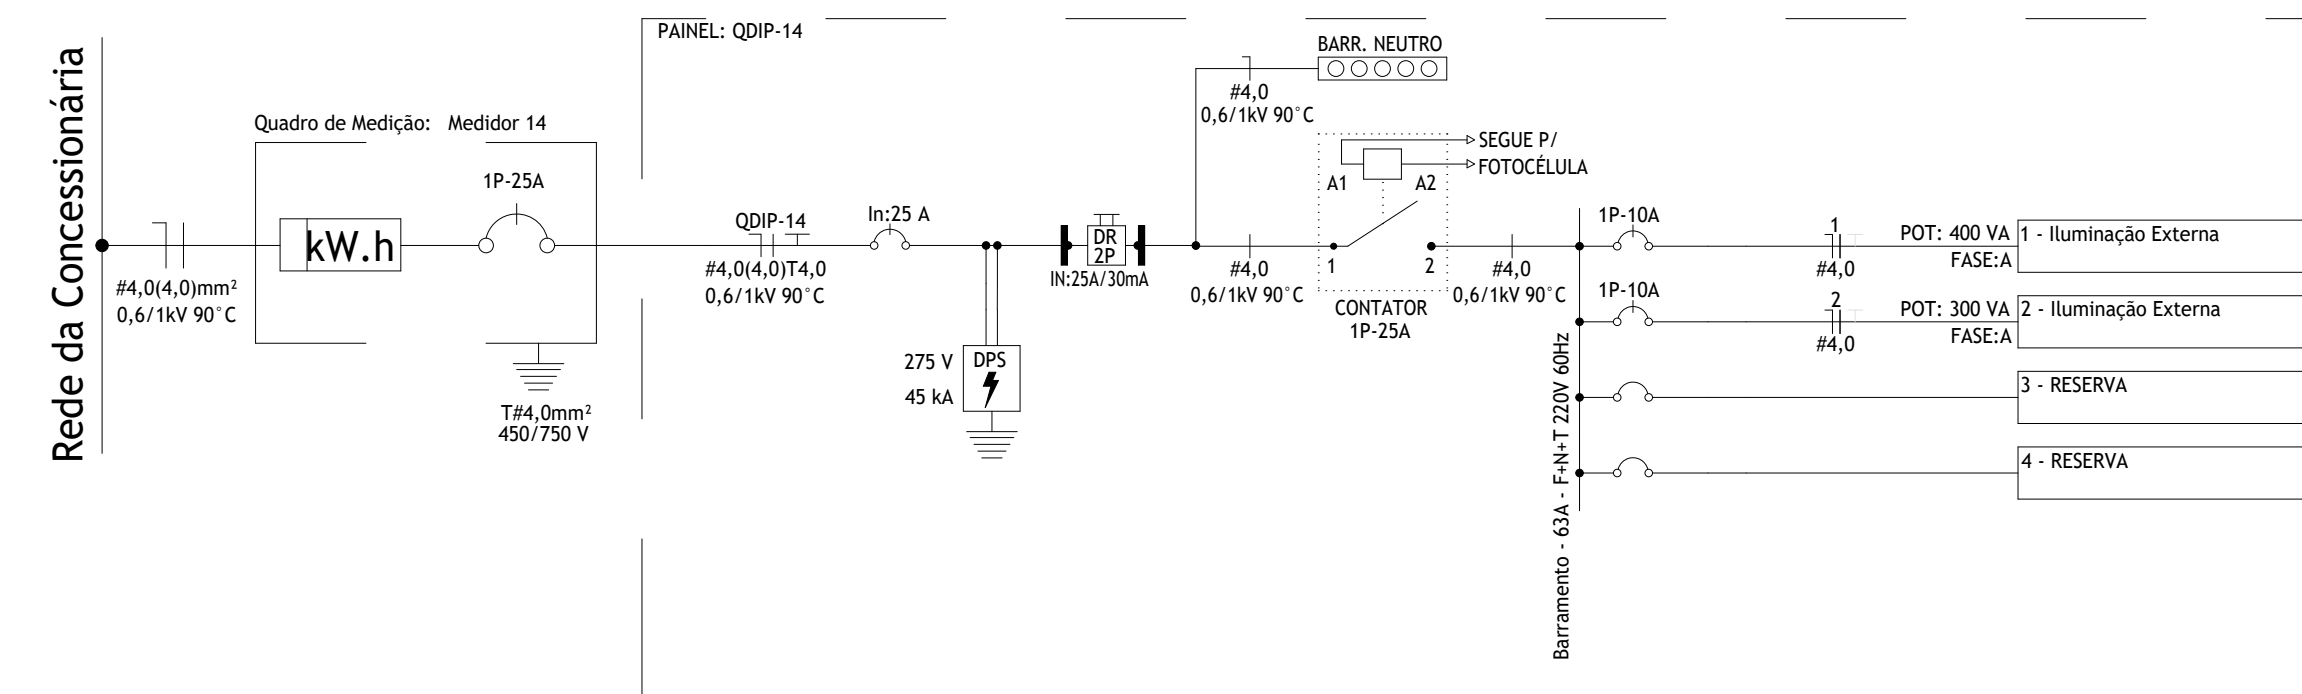 PAINEL: QDIP-14
BARR. NEUTRO
#4,0
0,6/1kV 90°C
Rede da Concessionária
#4,0(4,0)mm²
0,6/1kV 90°C
Quadro de Medição: Medidor 14
kW.h
1P-25A
T#4,0mm²
450/750 V
QDIP-14
#4,0(4,0)T4,0
0,6/1kV 90°C
In:25 A
275 V
45 kA
DPS
DR
2P
IN:25A/30mA
#4,0
0,6/1kV 90°C
SEGUE P/
FOTOCÉLULA
A1
A2
1
2
CONTATOR
1P-25A
#4,0
0,6/1kV 90°C
Barramento - 63A - F+N+T 220V 60Hz
1P-10A
1
#4,0
POT: 400 VA
FASE:A
1 - Iluminação Externa
1P-10A
2
#4,0
POT: 300 VA
FASE:A
2 - Iluminação Externa
3 - RESERVA
4 - RESERVA